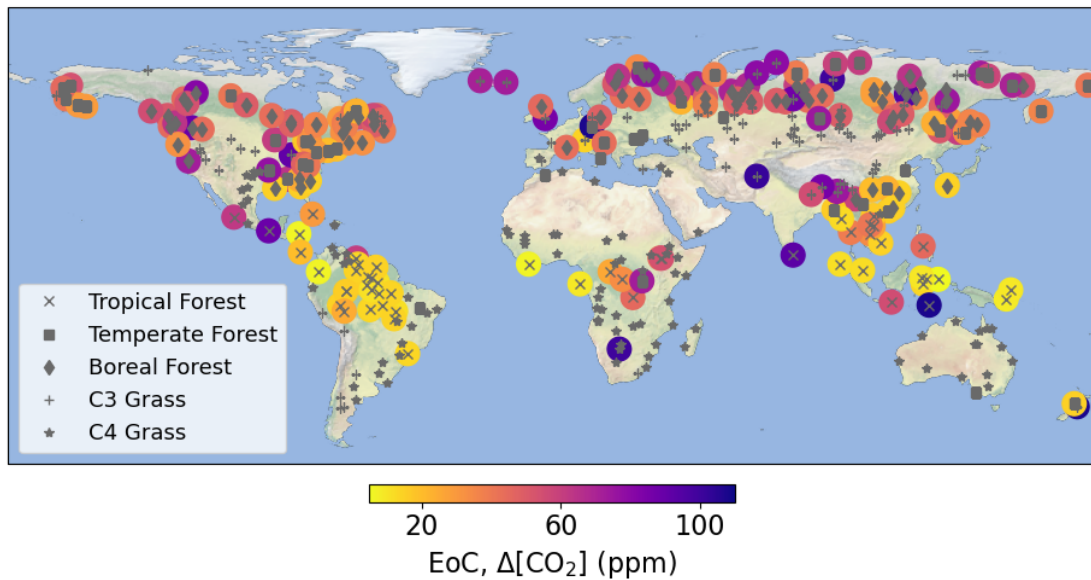 Tropical Forest
Temperate Forest
Boreal Forest
C3 Grass
C4 Grass
20 60 100
EoC, Δ[CO₂] (ppm)